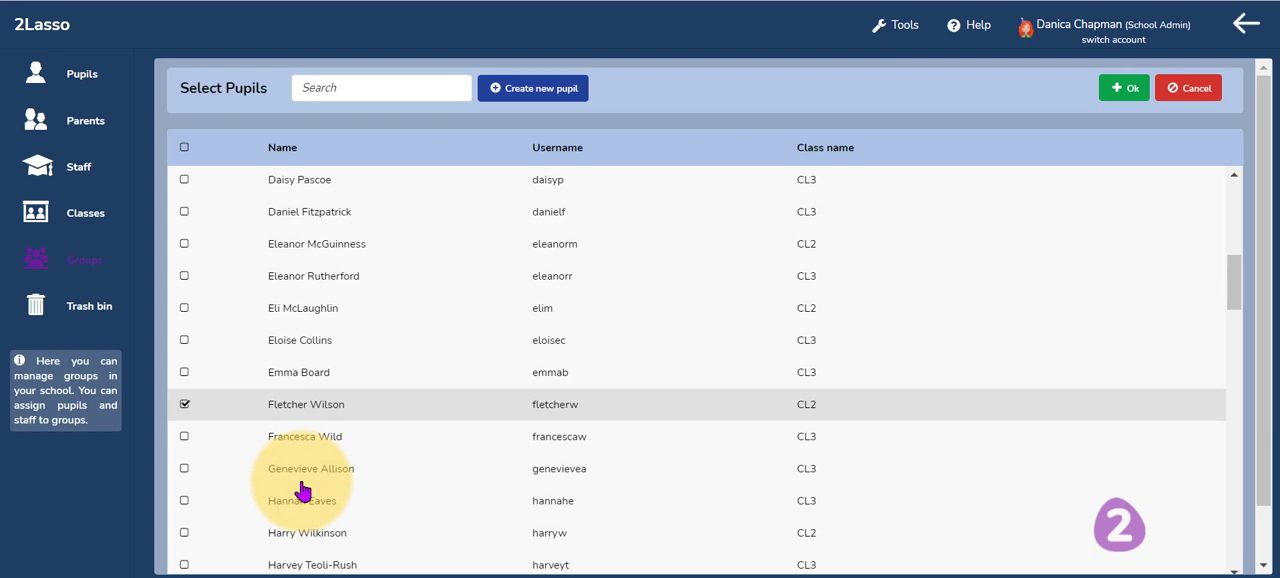 2Lasso
Tools
Help
Danica Chapman (School Admin)
switch account
Pupils
Parents
Staff
Classes
Groups
Trash bin
Here you can
manage groups in
your school. You can
assign pupils and
staff to groups.
Select Pupils Search Create new pupil Ok Cancel
Name Username Class name
Daisy Pascoe daisyp CL3
Daniel Fitzpatrick danielf CL3
Eleanor McGuinness eleanorm CL2
Eleanor Rutherford eleanorr CL3
Eli McLaughlin elim CL2
Eloise Collins eloisec CL3
Emma Board emmab CL3
Fletcher Wilson fletcherw CL2
Francesca Wild francescaw CL3
Genevieve Allison genevievea CL3
Hannah Eaves hannahe CL3
Harry Wilkinson harryw CL2
Harvey Teoli-Rush harveyt CL3
2